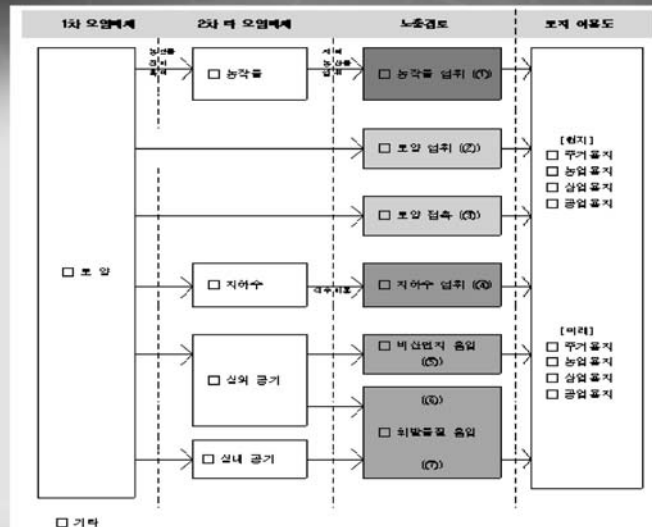 1차 오염매체
2차 타 오염매체
노출경로
토지 이용도
농산물
□ 농작물
□ 농작물 섭취 (①)
□ 토양 섭취 (②)
[현지]
□ 주거용지
□ 농업용지
□ 상업용지
□ 공업용지
□ 토양 접촉 (③)
□ 토 양
□ 지하수
□ 지하수 섭취 (④)
□ 실외 공기
□ 비산먼지 흡입
(⑤)
[미래]
□ 주거용지
□ 농업용지
□ 상업용지
□ 공업용지
(⑥)
□ 휘발물질 흡입
(⑦)
□ 실내 공기
□ 기타